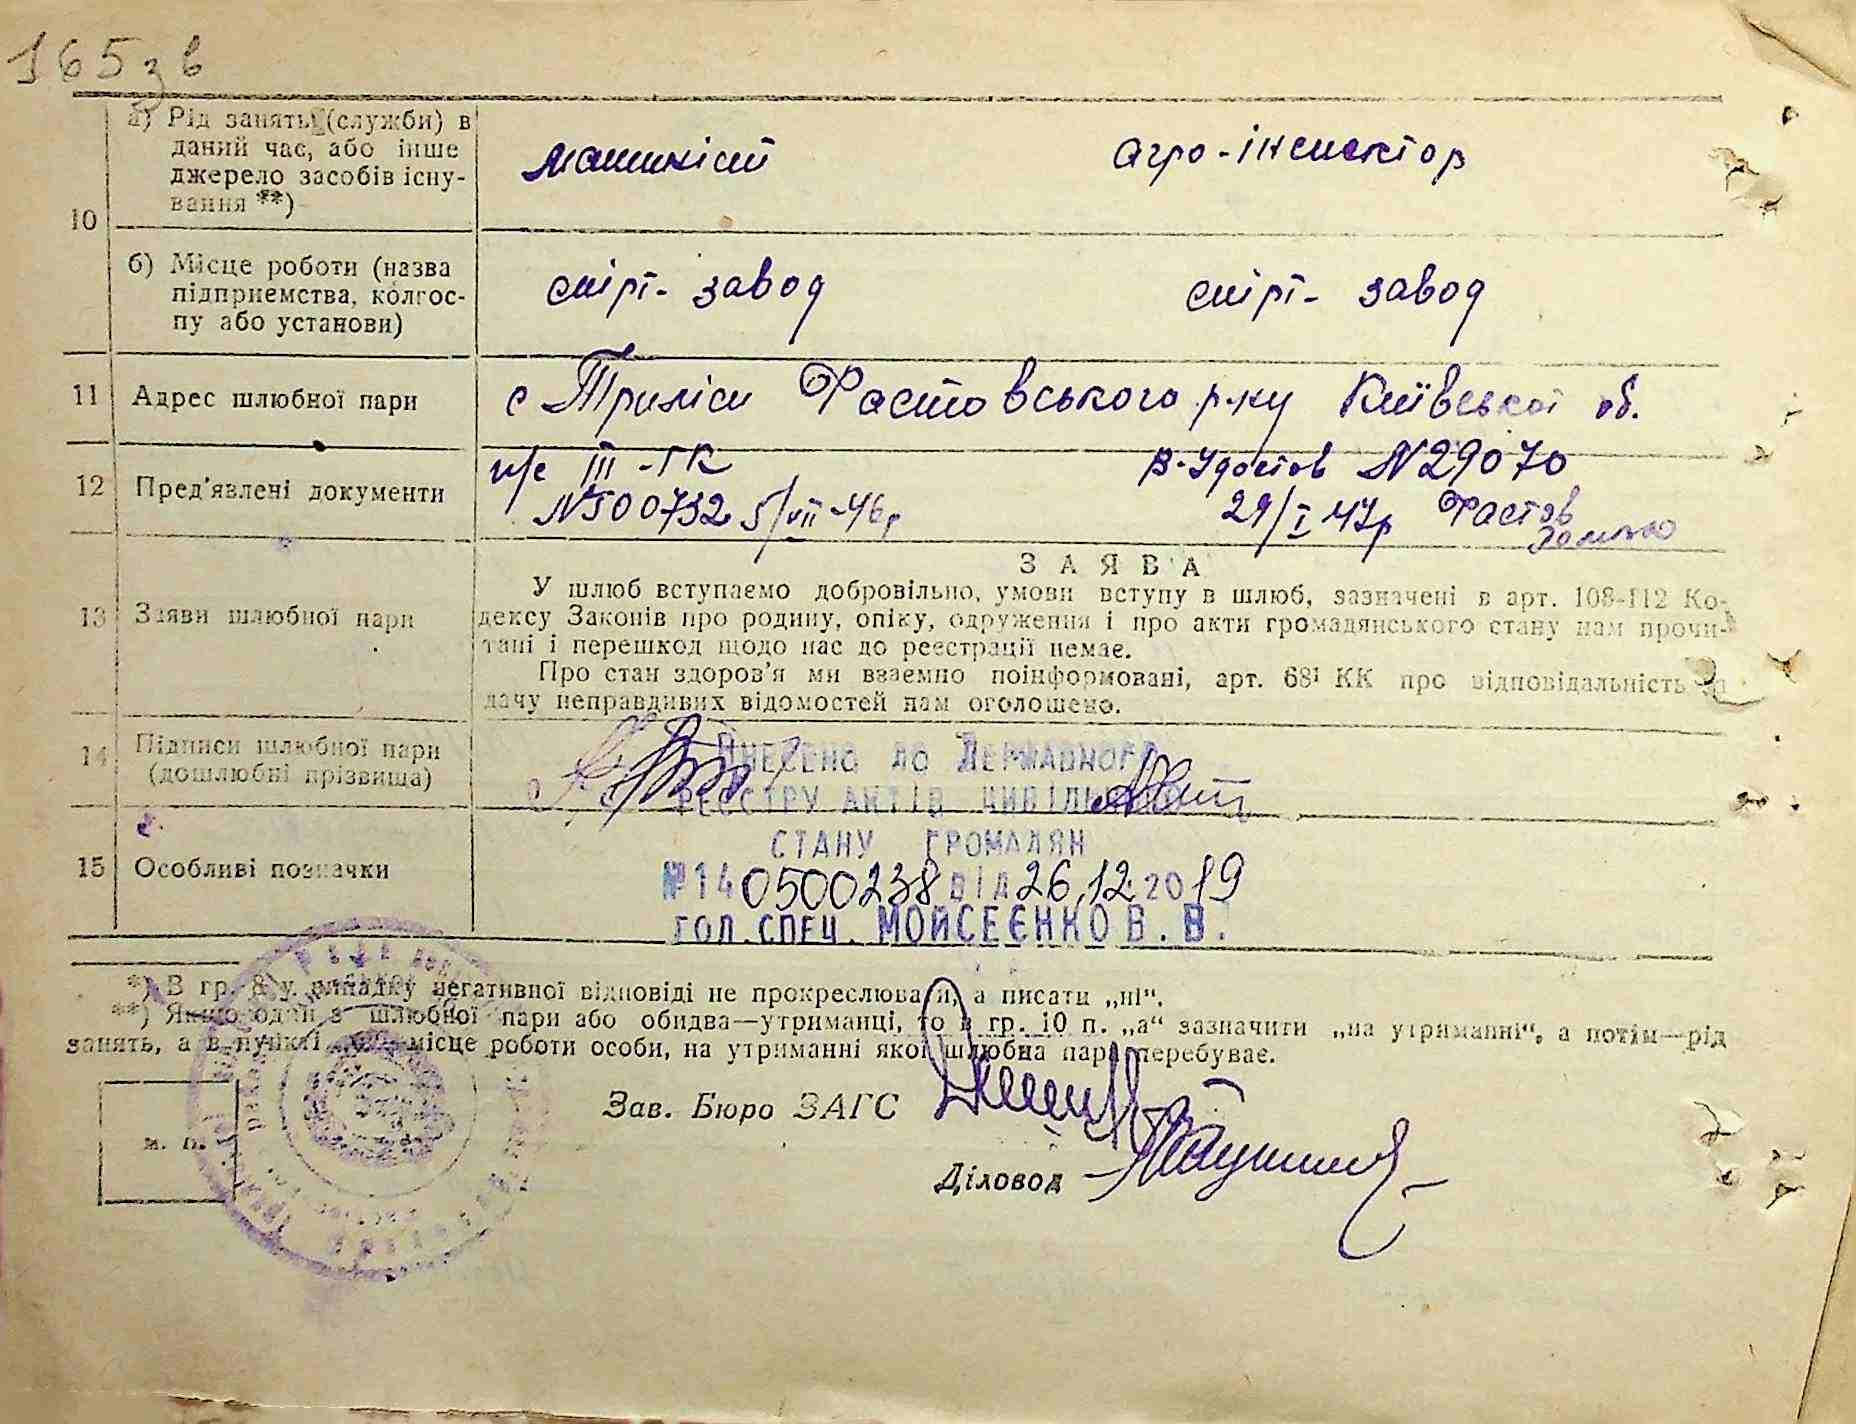 165 зв
а) Рід занять (служби) в
даний час, або інше
джерело засобів існу-
вання **)
машиніст агро-інспектор
10
б) Місце роботи (назва
підприємства, колгос-
пу або установи)
спірт-завод спірт-завод
11 Адрес шлюбної пари с Триліси Фастовського р-ку Київської об.
12 Пред'явлені документи
п/с III-ГК В-Удостов №29070
№500732 5/VII-46р 29/I 47р Фастов
13 Заяви шлюбної пари
ЗАЯВА
У шлюб вступаємо добровільно, умови вступу в шлюб, зазначені в арт. 108-112 Ко-
дексу Законів про родину, опіку, одруження і про акти громадянського стану нам прочи-
тані і перешкод щодо нас до реєстрації немає.
Про стан здоров'я ми взаємно поінформовані, арт. 68¹ КК про відповідальність за
дачу неправдивих відомостей нам оголошено.
14 Підписи шлюбної пари
(дошлюбні прізвища)
Внесено до Державного
реєстру актів цивільного
стану громадян
№14 0500238 від 26.12.2019
гол. спец. Мойсеєнко В. В.
15 Особливі позначки
*) В гр. 8 у випадку негативної відповіді не прокреслювати, а писати „ні“.
**) Якщо один з шлюбної пари або обидва—утриманці, то в гр. 10 п. „а“ зазначити „на утриманні“, а потім—рід
занять, а в пункті місце роботи особи, на утриманні якої шлюбна пара перебуває.
Зав. Бюро ЗАГС
м. п.
Діловод